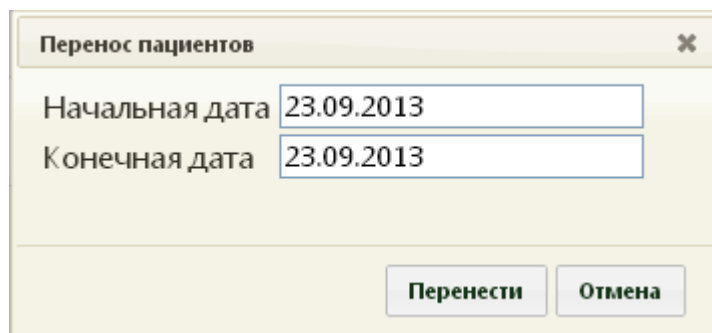 Перенос пациентов
Начальная дата 23.09.2013
Конечная дата 23.09.2013
Перенести Отмена